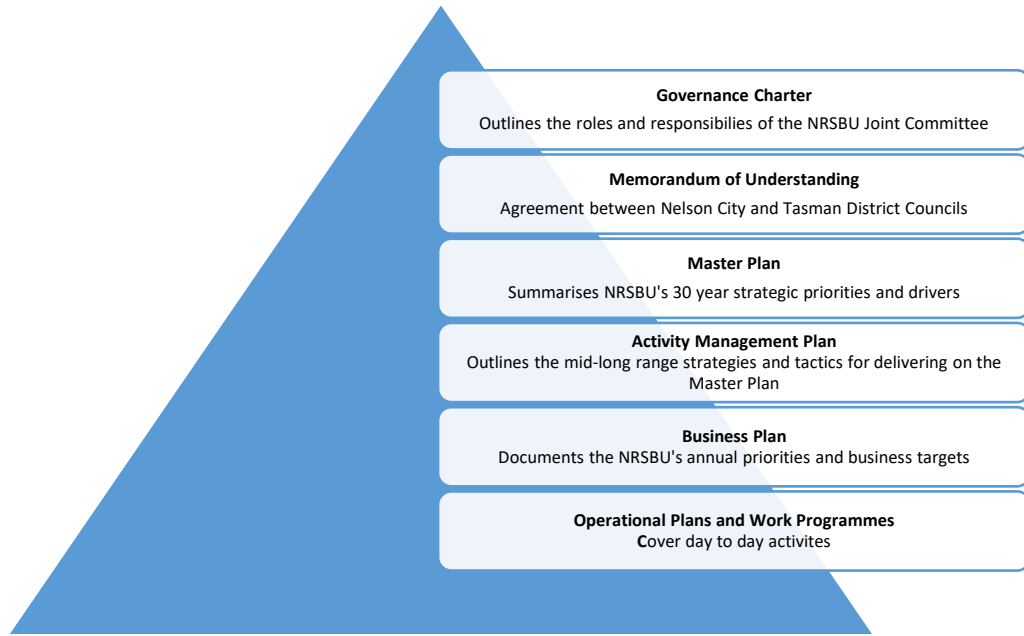 Governance Charter
Outlines the roles and responsibilies of the NRSBU Joint Committee
Memorandum of Understanding
Agreement between Nelson City and Tasman District Councils
Master Plan
Summarises NRSBU's 30 year strategic priorities and drivers
Activity Management Plan
Outlines the mid-long range strategies and tactics for delivering on the
Master Plan
Business Plan
Documents the NRSBU's annual priorities and business targets
Operational Plans and Work Programmes
Cover day to day activites